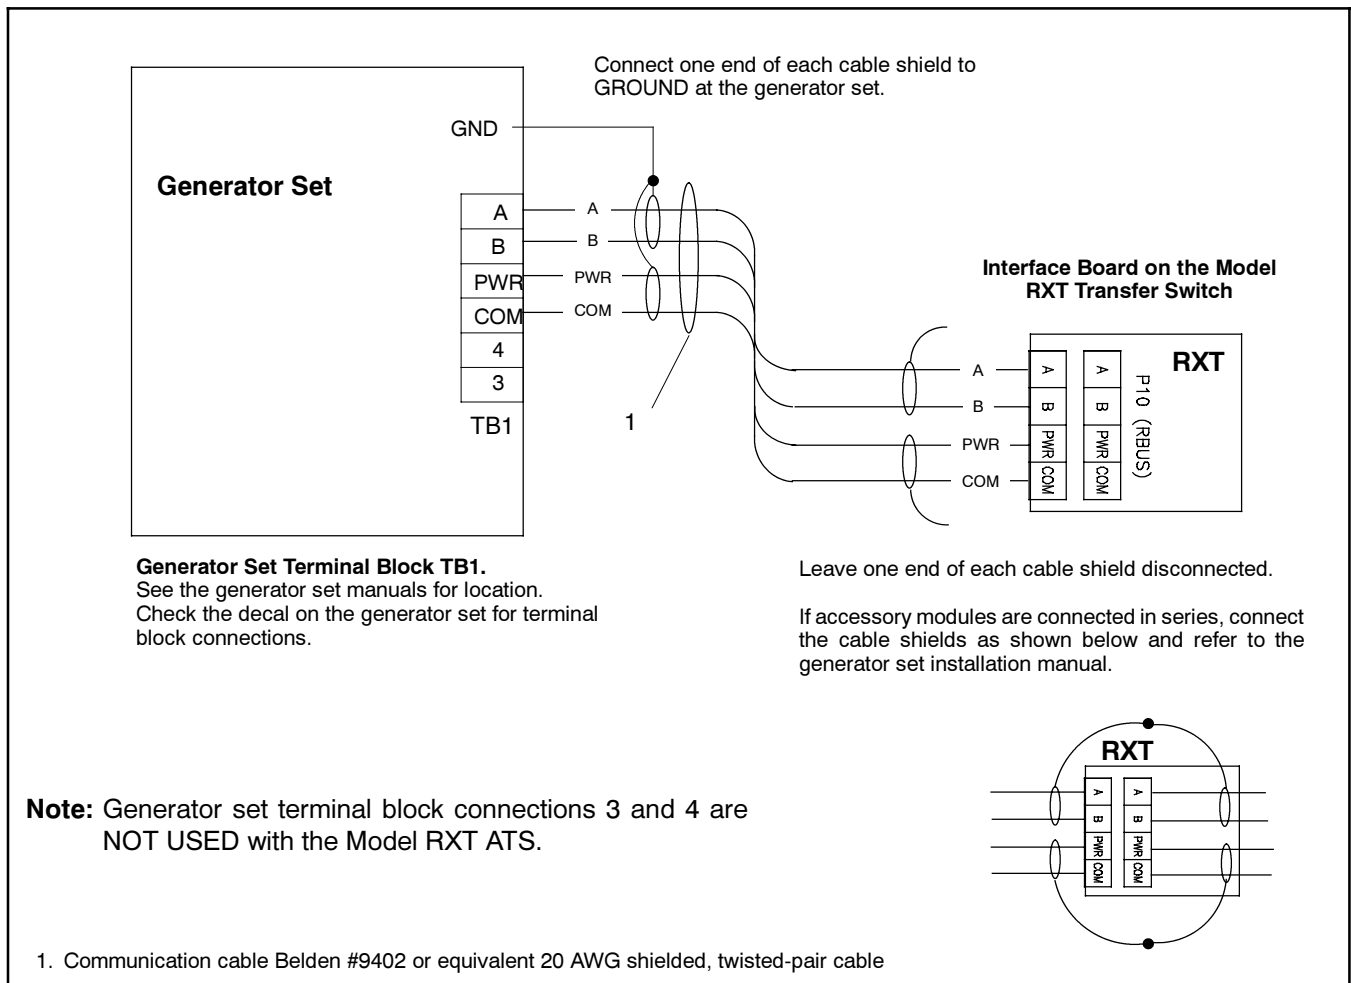 Connect one end of each cable shield to
GROUND at the generator set.
GND
Generator Set
A
B
PWR
COM
4
3
TB1
A
B
PWR
COM
1
Interface Board on the Model
RXT Transfer Switch
A
B
PWR
COM
A
B
PWR
COM
A
B
PWR
COM
P10 (RBUS)
RXT
Generator Set Terminal Block TB1.
See the generator set manuals for location.
Check the decal on the generator set for terminal
block connections.
Leave one end of each cable shield disconnected.
If accessory modules are connected in series, connect
the cable shields as shown below and refer to the
generator set installation manual.
RXT
A
B
PWR
COM
A
B
PWR
COM
Note: Generator set terminal block connections 3 and 4 are
NOT USED with the Model RXT ATS.
1. Communication cable Belden #9402 or equivalent 20 AWG shielded, twisted-pair cable